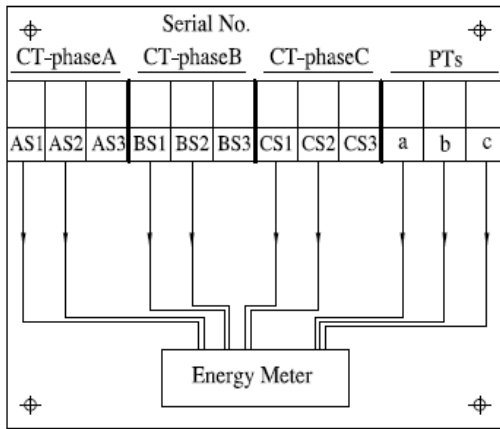 Serial No.
CT-phaseA CT-phaseB CT-phaseC PTs
AS1 AS2 AS3 BS1 BS2 BS3 CS1 CS2 CS3 a b c
Energy Meter